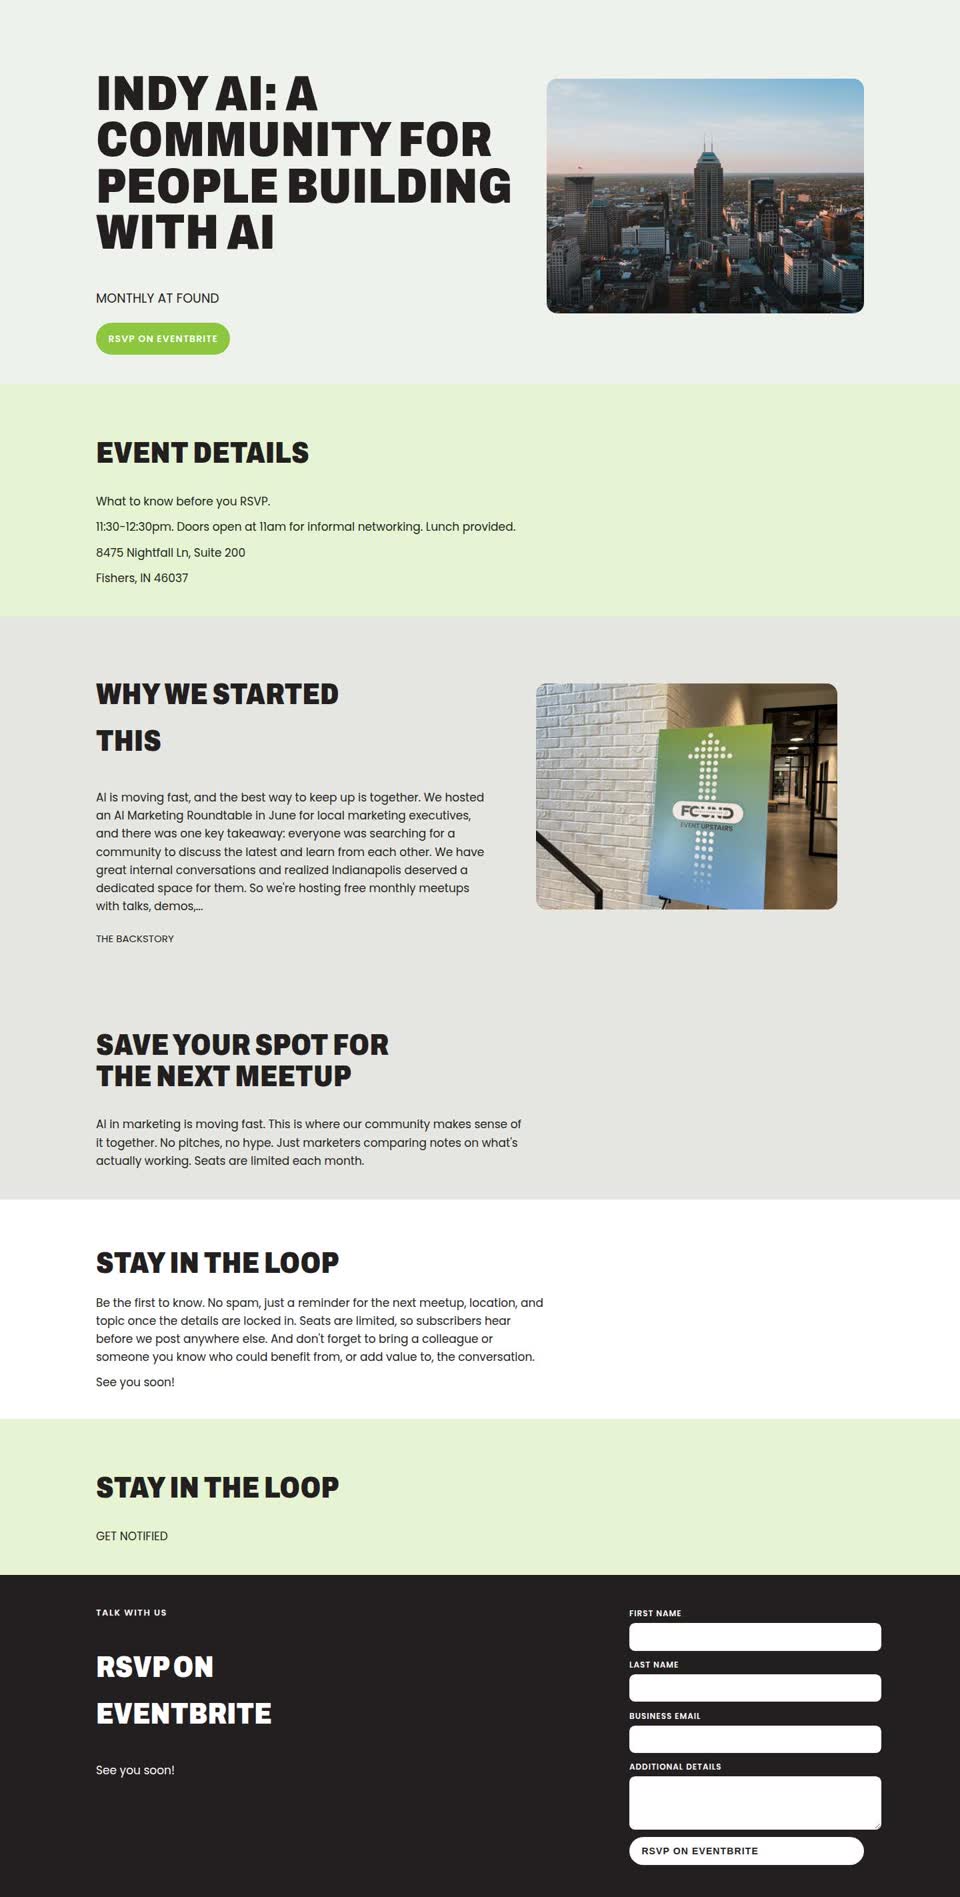 INDY AI: A
COMMUNITY FOR
PEOPLE BUILDING
WITH AI
MONTHLY AT FOUND
RSVP ON EVENTBRITE
EVENT DETAILS
What to know before you RSVP.
11:30-12:30pm. Doors open at 11am for informal networking. Lunch provided.
8475 Nightfall Ln, Suite 200
Fishers, IN 46037
WHY WE STARTED
THIS
AI is moving fast, and the best way to keep up is together. We hosted
an AI Marketing Roundtable in June for local marketing executives,
and there was one key takeaway: everyone was searching for a
community to discuss the latest and learn from each other. We have
great internal conversations and realized Indianapolis deserved a
dedicated space for them. So we're hosting free monthly meetups
with talks, demos,...
THE BACKSTORY
FOUND
EVENT UPSTAIRS
SAVE YOUR SPOT FOR
THE NEXT MEETUP
AI in marketing is moving fast. This is where our community makes sense of
it together. No pitches, no hype. Just marketers comparing notes on what's
actually working. Seats are limited each month.
STAY IN THE LOOP
Be the first to know. No spam, just a reminder for the next meetup, location, and
topic once the details are locked in. Seats are limited, so subscribers hear
before we post anywhere else. And don't forget to bring a colleague or
someone you know who could benefit from, or add value to, the conversation.
See you soon!
STAY IN THE LOOP
GET NOTIFIED
TALK WITH US
RSVP ON
EVENTBRITE
See you soon!
FIRST NAME
LAST NAME
BUSINESS EMAIL
ADDITIONAL DETAILS
RSVP ON EVENTBRITE